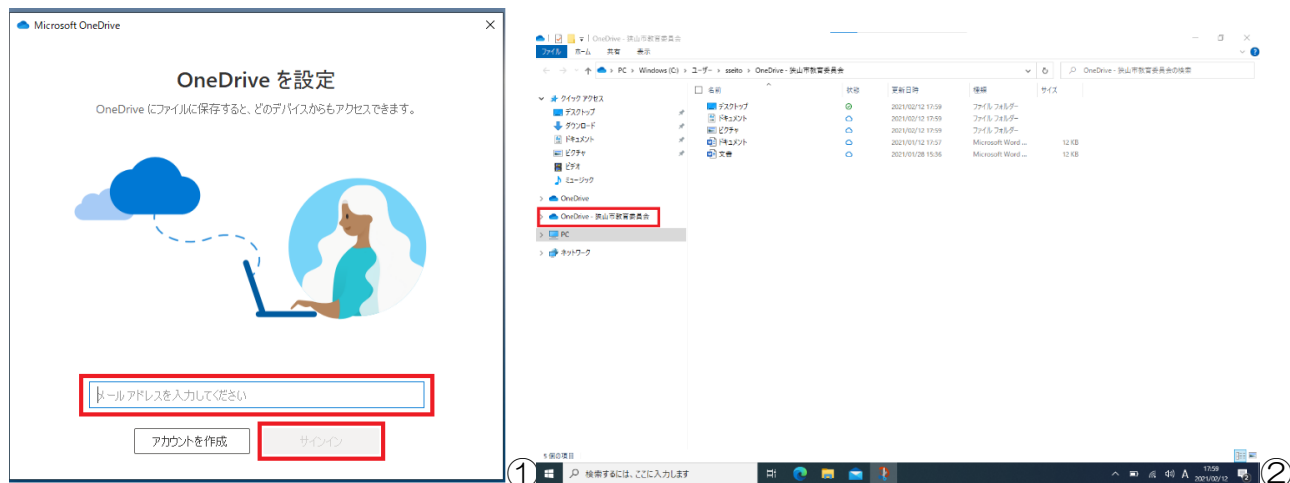 Microsoft OneDrive
OneDrive を設定
OneDrive にファイルに保存すると、どのデバイスからもアクセスできます。
メール アドレスを入力してください
アカウントを作成
サインイン
①
OneDrive - 狭山市教育委員会
ファイル ホーム 共有 表示
PC › Windows (C:) › ユーザー › sseito › OneDrive - 狭山市教育委員会
OneDrive - 狭山市教育委員会の検索
クイック アクセス
デスクトップ
ダウンロード
ドキュメント
ピクチャ
ビデオ
ミュージック
OneDrive
OneDrive - 狭山市教育委員会
PC
ネットワーク
名前 状態 更新日時 種類 サイズ
デスクトップ 2021/02/12 17:59 ファイル フォルダー
ドキュメント 2021/02/12 17:59 ファイル フォルダー
ピクチャ 2021/02/12 17:59 ファイル フォルダー
ドキュメント 2021/01/12 17:57 Microsoft Word ... 12 KB
文書 2021/01/28 15:36 Microsoft Word ... 12 KB
5 個の項目
検索するには、ここに入力します
A
17:59
2021/02/12
②